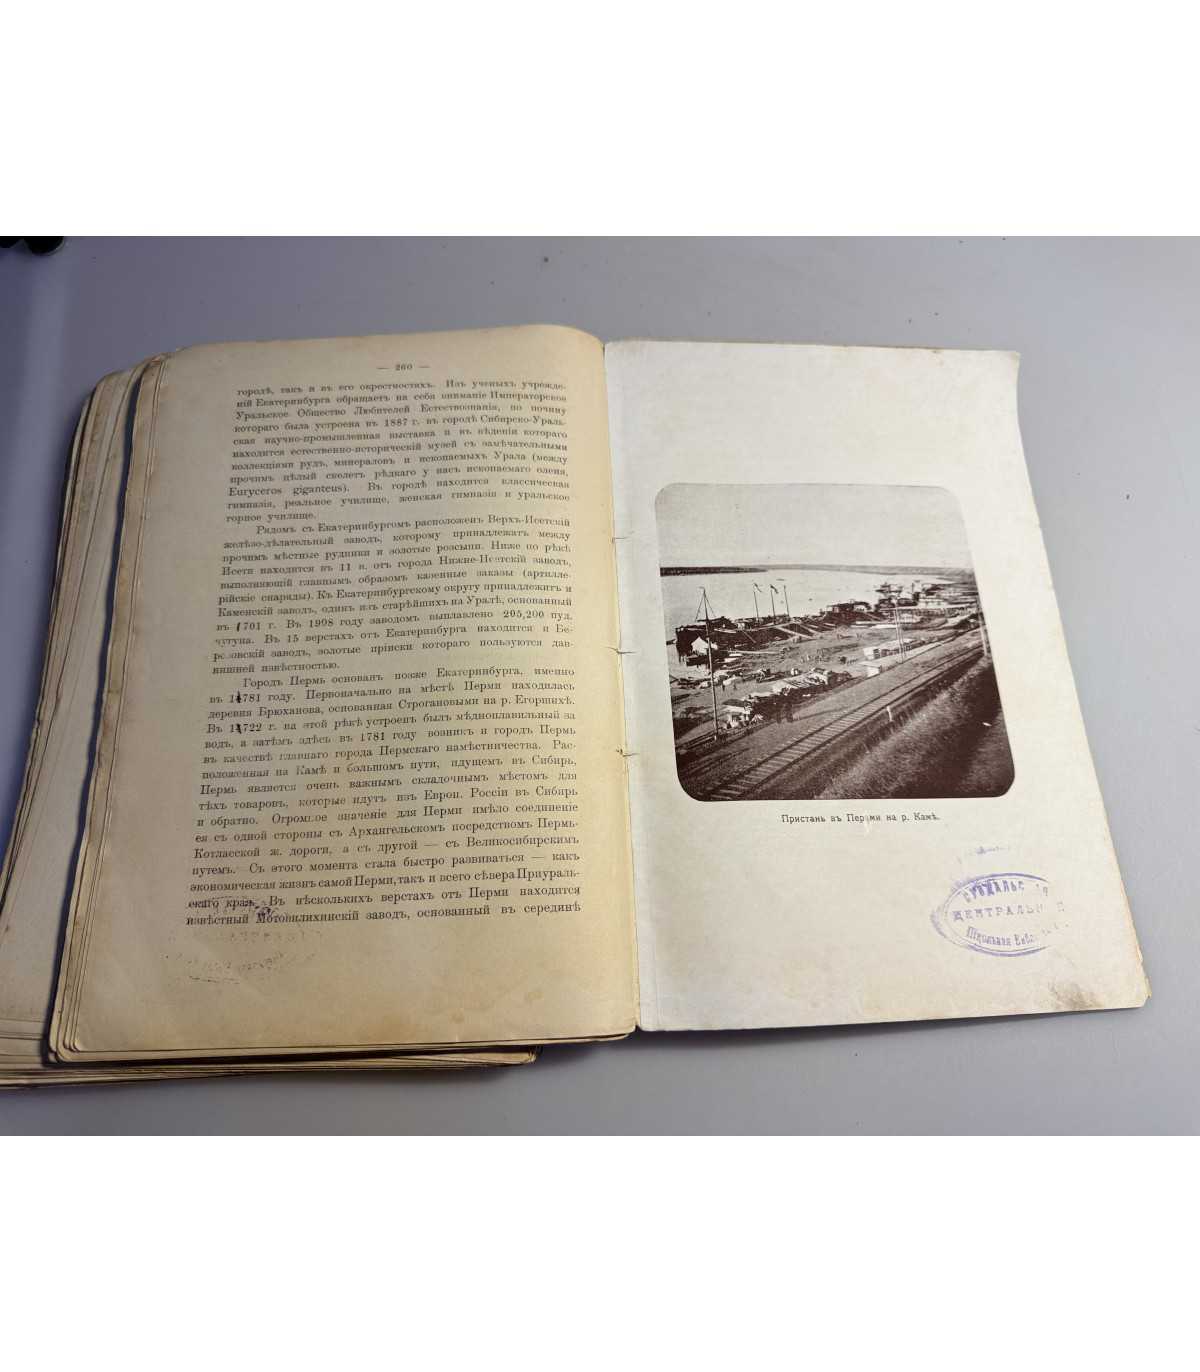 — 260 —
городѣ, такъ и въ его окрестностяхъ. Изъ ученыхъ учрежде-
ній Екатеринбурга обращаетъ на себя вниманіе Императорское
Уральское Общество Любителей Естествознанія, по почину
котораго была устроена въ 1887 г. въ городѣ Сибирско-Ураль-
ская научно-промышленная выставка и въ вѣденіи котораго
находится естественно-историческій музей съ замѣчательными
коллекціями рудъ, минераловъ и ископаемыхъ Урала (между
прочимъ цѣлый скелетъ рѣдкаго у насъ ископаемаго оленя,
Euryceros giganteus). Въ городѣ находится классическая
гимназія, реальное училище, женская гимназія и уральское
горное училище.
Рядомъ съ Екатеринбургомъ расположенъ Верхъ-Исетскій
желѣзо-дѣлательный заводъ, которому принадлежатъ между
прочимъ мѣстные рудники и золотые розсыпи. Ниже по рѣкѣ
Исети находится въ 11 в. отъ города Нижне-Исетскій заводъ,
выполняющій главнымъ образомъ казенные заказы (артилле-
рійскіе снаряды). Къ Екатеринбургскому округу принадлежитъ и
Каменскій заводъ, одинъ изъ старѣйшихъ на Уралѣ, основанный
въ 1701 г. Въ 1908 году заводомъ выплавлено 295,200 пуд.
чугуна. Въ 15 верстахъ отъ Екатеринбурга находится и Бе-
резовскій заводъ, золотые пріиски котораго пользуются дав-
нишней извѣстностью.
Городъ Пермь основанъ позже Екатеринбурга, именно
въ 1781 году. Первоначально на мѣстѣ Перми находилась
деревня Брюханова, основанная Строгановыми на р. Егошихѣ.
Въ 1722 г. на этой рѣкѣ устроенъ былъ мѣдноплавильный за
водъ, а затѣмъ здѣсь въ 1781 году возникъ и городъ Пермь
въ качествѣ главнаго города Пермскаго намѣстничества. Рас-
положенная на Камѣ и большомъ пути, идущемъ въ Сибирь,
Пермь является очень важнымъ складочнымъ мѣстомъ для
тѣхъ товаровъ, которые идутъ изъ Европ. Россіи въ Сибирь
и обратно. Огромное значеніе для Перми имѣло соединеніе
ея съ одной стороны съ Архангельскомъ посредствомъ Пермь-
Котласской ж. дороги, а съ другой — съ Великосибирскимъ
путемъ. Съ этого момента стала быстро развиваться — какъ
экономическая жизнь самой Перми, такъ и всего сѣвера Приураль-
скаго края. Въ нѣсколькихъ верстахъ отъ Перми находится
извѣстный Мотовилихинскій заводъ, основанный въ серединѣ
Пристань въ Перми на р. Камѣ.
ЦЕНТРАЛЬН
Школьная Библ